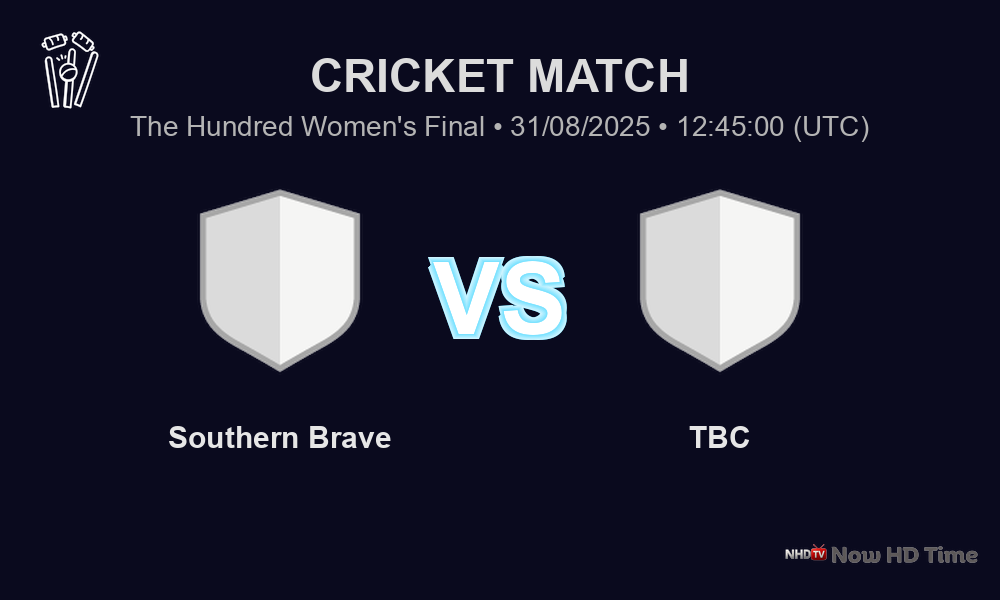 CRICKET MATCH
The Hundred Women's Final • 31/08/2025 • 12:45:00 (UTC)
VS
Southern Brave
TBC
NHDTV Now HD Time